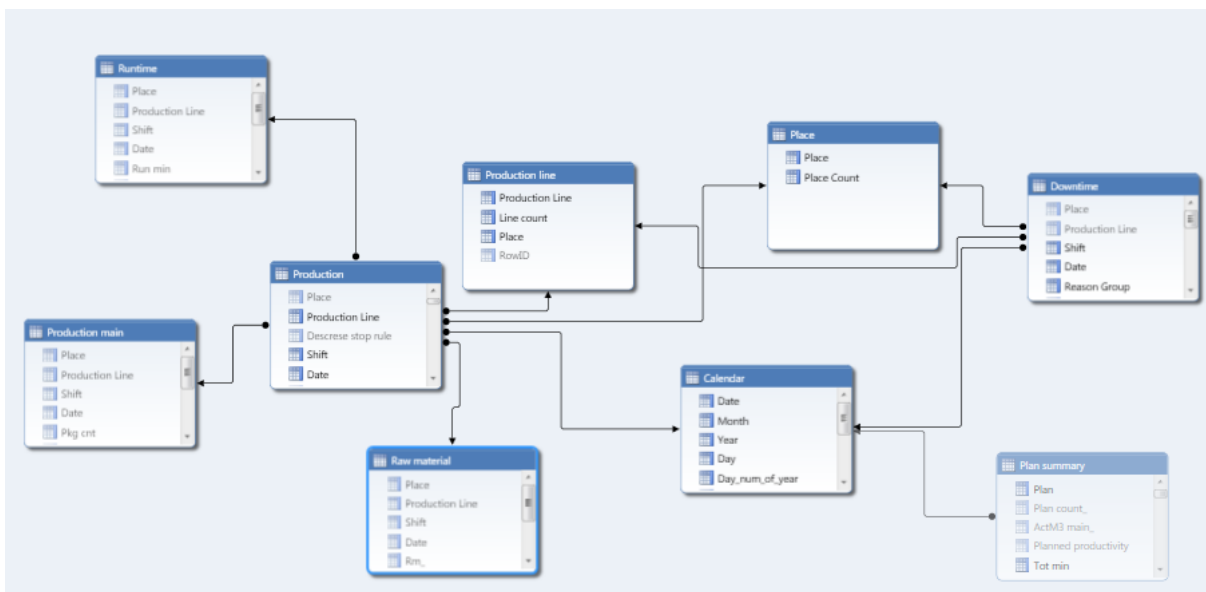 Runtime
Place
Production Line
Shift
Date
Run min
Production line
Production Line
Line count
Place
RowID
Place
Place
Place Count
Downtime
Place
Production Line
Shift
Date
Reason Group
Production
Place
Production Line
Descrese stop rule
Shift
Date
Production main
Place
Production Line
Shift
Date
Pkg cnt
Calendar
Date
Month
Year
Day
Day_num_of_year
Raw material
Place
Production Line
Shift
Date
Rm_
Plan summary
Plan
Plan count_
ActM3 main_
Planned productivity
Tot min